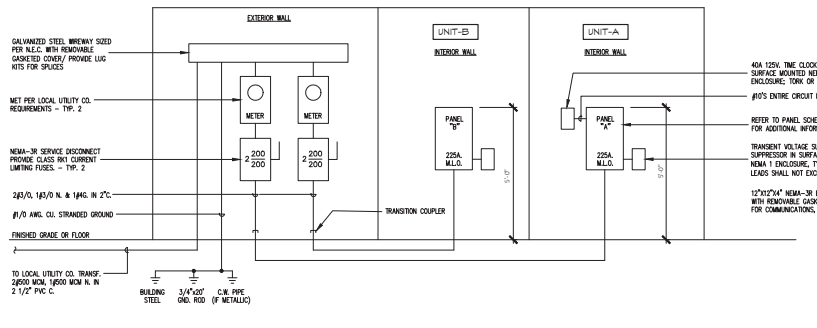 EXTERIOR WALL
UNIT-B
INTERIOR WALL
UNIT-A
INTERIOR WALL
GALVANIZED STEEL WIREWAY SIZED
PER N.E.C. WITH REMOVABLE
GASKETED COVER/ PROVIDE LUG
KITS FOR SPLICES
MET PER LOCAL UTILITY CO.
REQUIREMENTS - TYP. 2
METER
METER
NEMA-3R SERVICE DISCONNECT
PROVIDE CLASS RK1 CURRENT
LIMITING FUSES. - TYP. 2
2 200/200
2 200/200
2#3/0, 1#3/0 N. & 1#4G. IN 2"C.
#1/0 AWG. CU. STRANDED GROUND
FINISHED GRADE OR FLOOR
TRANSITION COUPLER
TO LOCAL UTILITY CO. TRANSF.
2#500 MCM, 1#500 MCM N. IN
2 1/2" PVC C.
BUILDING
STEEL
3/4"x20'
GND. ROD
C.W. PIPE
(IF METALLIC)
PANEL
"B"
225A.
M.L.O.
5'-0"
PANEL
"A"
225A.
M.L.O.
5'-0"
40A 125V. TIME CLOCK
SURFACE MOUNTED NE
ENCLOSURE; TORK OR
#10'S ENTIRE CIRCUIT
REFER TO PANEL SCHE
FOR ADDITIONAL INFOR
TRANSIENT VOLTAGE SU
SUPPRESSOR IN SURFA
NEMA 1 ENCLOSURE, T
LEADS SHALL NOT EXC
12"X12"X4" NEMA-3R
WITH REMOVABLE GASK
FOR COMMUNICATIONS,